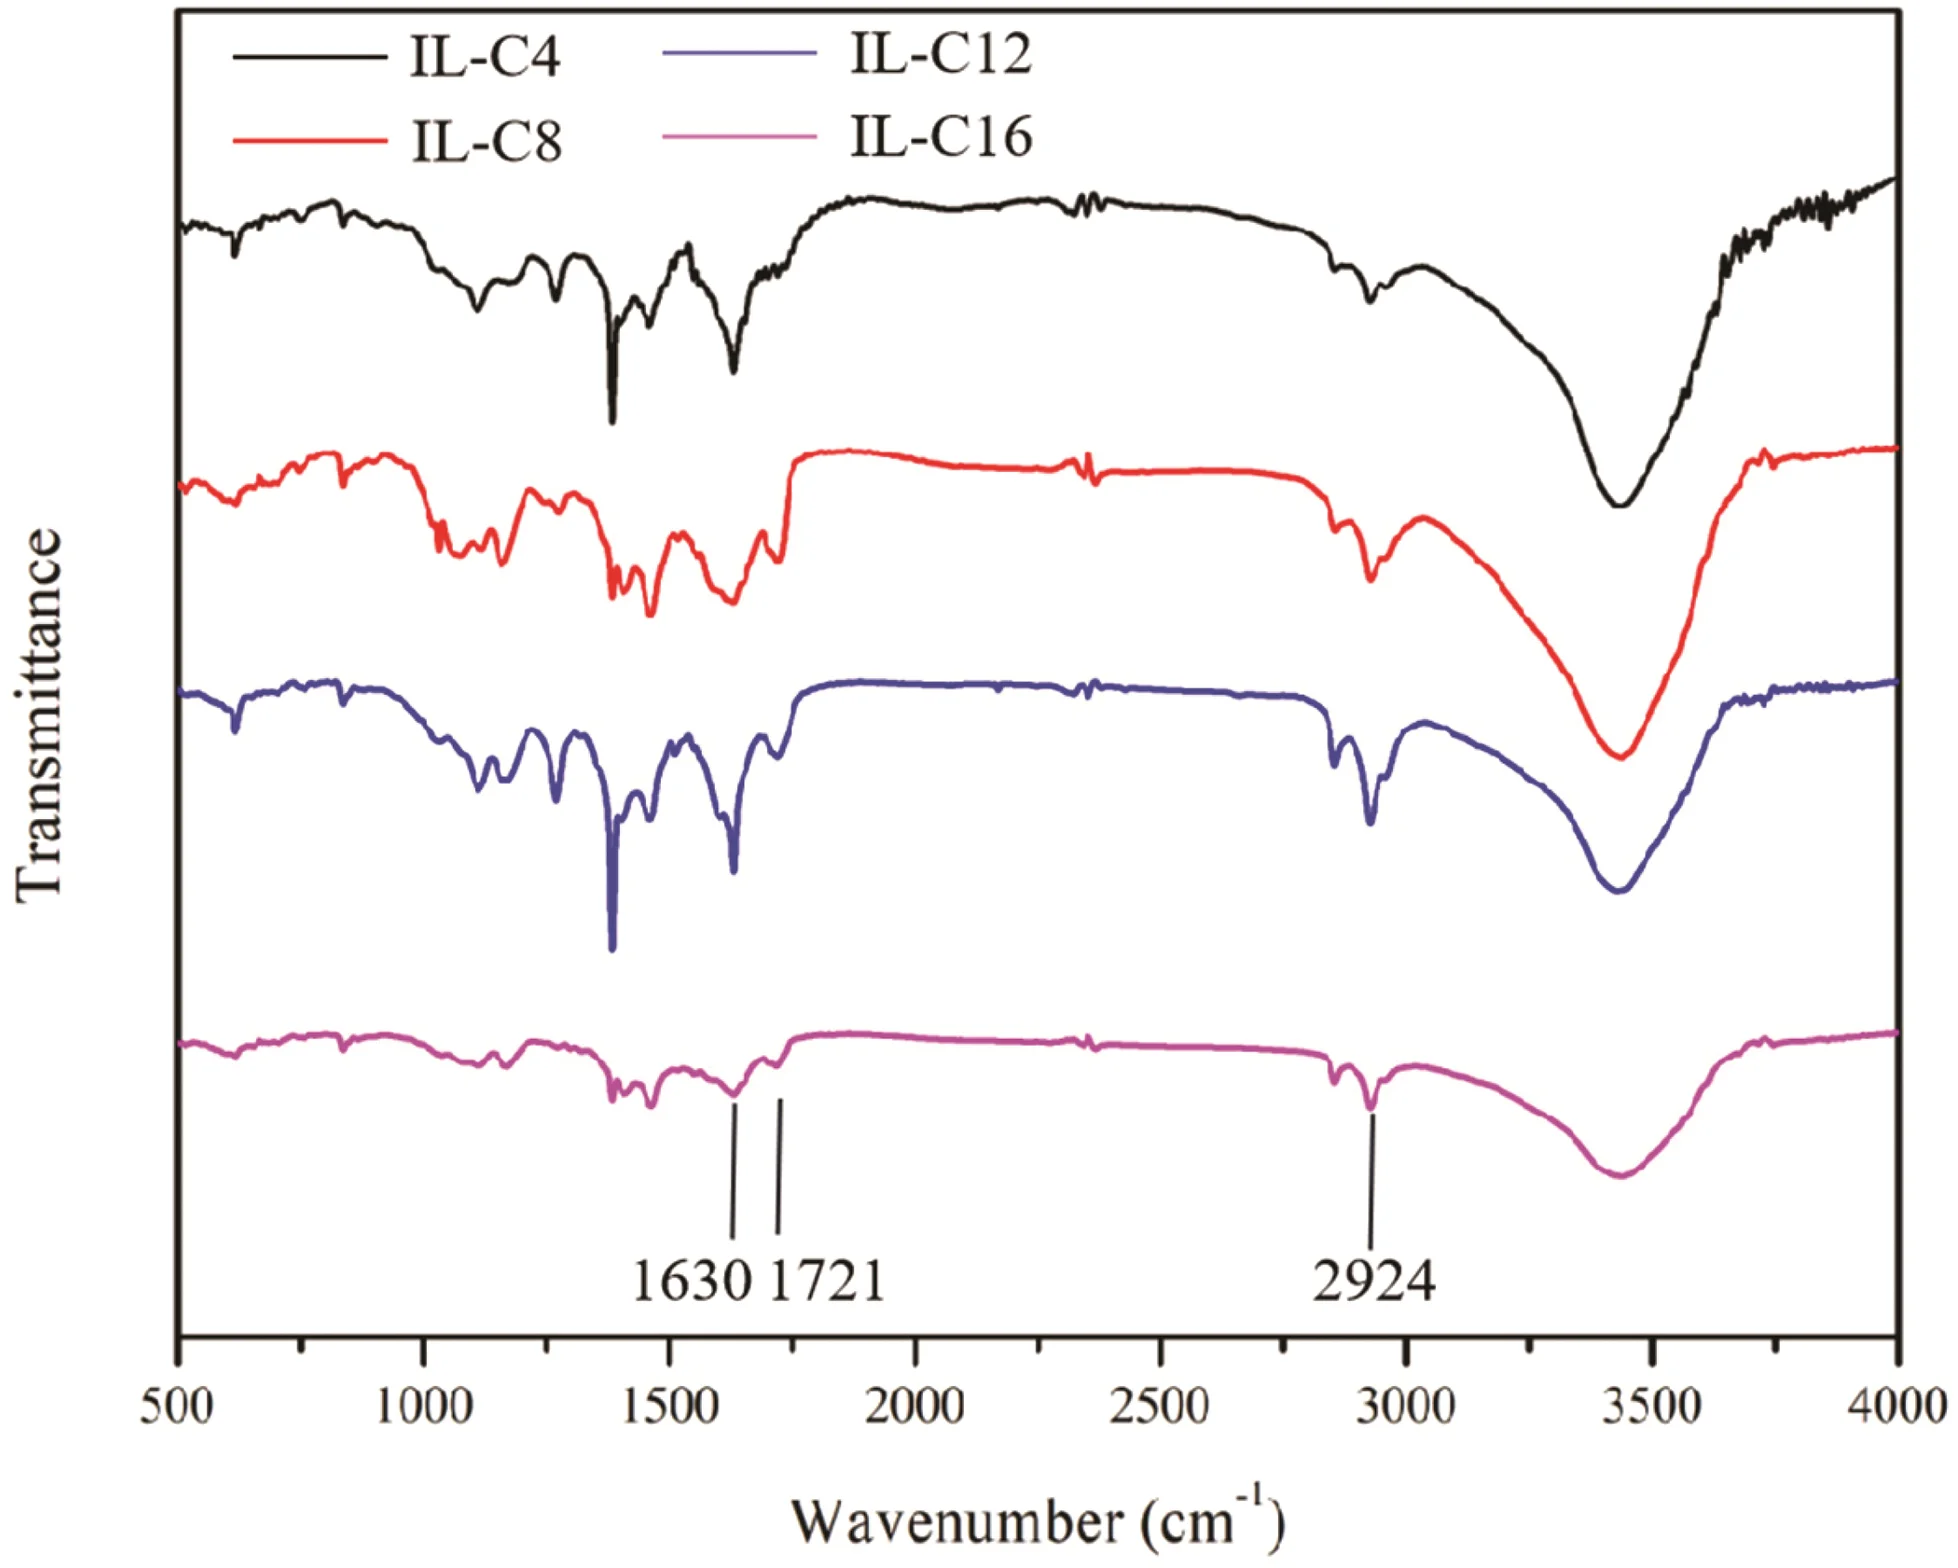 IL-C4 IL-C12
IL-C8 IL-C16
Transmittance
1630 1721 2924
500 1000 1500 2000 2500 3000 3500 4000
Wavenumber (cm⁻¹)